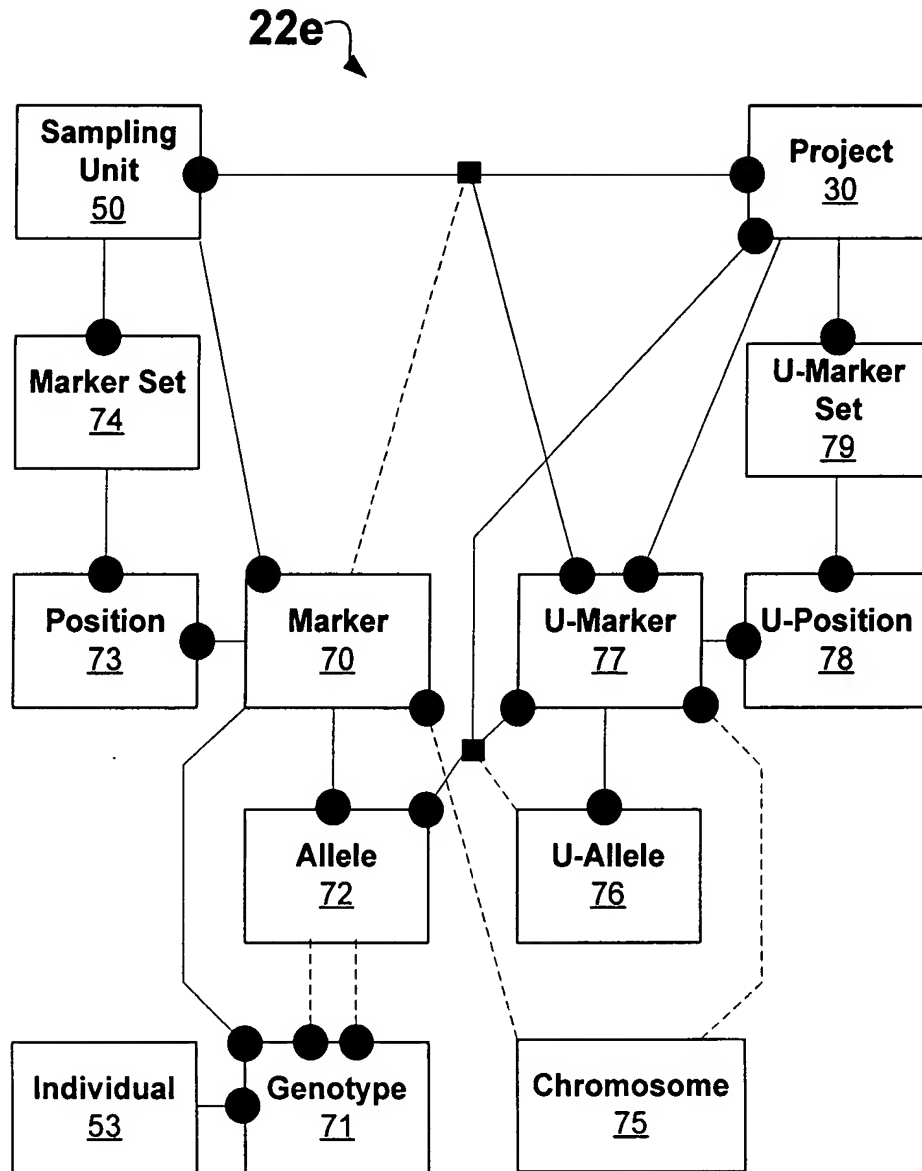 22e
Sampling
Unit
50
Project
30
Marker Set
74
U-Marker
Set
79
Position
73
Marker
70
U-Marker
77
U-Position
78
Allele
72
U-Allele
76
Individual
53
Genotype
71
Chromosome
75